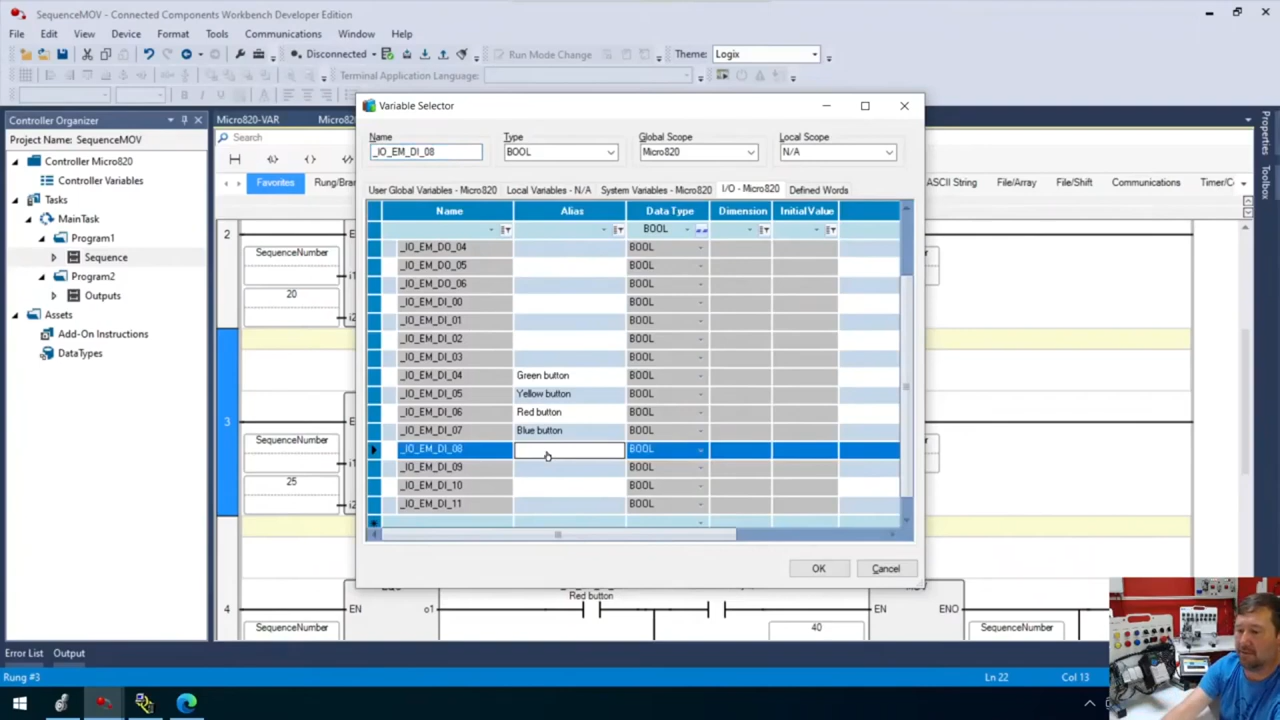 SequenceMOV - Connected Components Workbench Developer Edition
File Edit View Device Format Tools Communications Window Help
Disconnected Run Mode Change Theme: Logix
Terminal Application Language:
Controller Organizer
Project Name: SequenceMOV
Controller Micro820
Controller Variables
Tasks
MainTask
Program1
Sequence
Program2
Outputs
Assets
Add-On Instructions
DataTypes
Micro820-VAR
Search
Favorites
ASCII String File/Array File/Shift Communications
2
SequenceNumber
20
3
SequenceNumber
25
4 EN o1 Red button EN ENO
SequenceNumber 40 SequenceNumber
Variable Selector
Name Type Global Scope Local Scope
_IO_EM_DI_08 BOOL Micro820 N/A
User Global Variables - Micro820 Local Variables - N/A System Variables - Micro820 I/O - Micro820 Defined Words
Name Alias Data Type Dimension Initial Value
BOOL
_IO_EM_DO_04 BOOL
_IO_EM_DO_05 BOOL
_IO_EM_DO_06 BOOL
_IO_EM_DI_00 BOOL
_IO_EM_DI_01 BOOL
_IO_EM_DI_02 BOOL
_IO_EM_DI_03 BOOL
_IO_EM_DI_04 Green button BOOL
_IO_EM_DI_05 Yellow button BOOL
_IO_EM_DI_06 Red button BOOL
_IO_EM_DI_07 Blue button BOOL
_IO_EM_DI_08 BOOL
_IO_EM_DI_09 BOOL
_IO_EM_DI_10 BOOL
_IO_EM_DI_11 BOOL
OK Cancel
Properties
Toolbox
Error List Output
Rung #3 Ln 22 Col 13